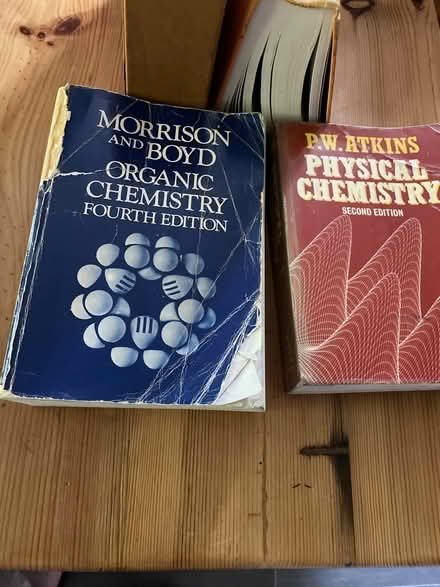 MORRISON
AND BOYD
ORGANIC
CHEMISTRY
FOURTH EDITION
P.W. ATKINS
PHYSICAL
CHEMISTRY
SECOND EDITION